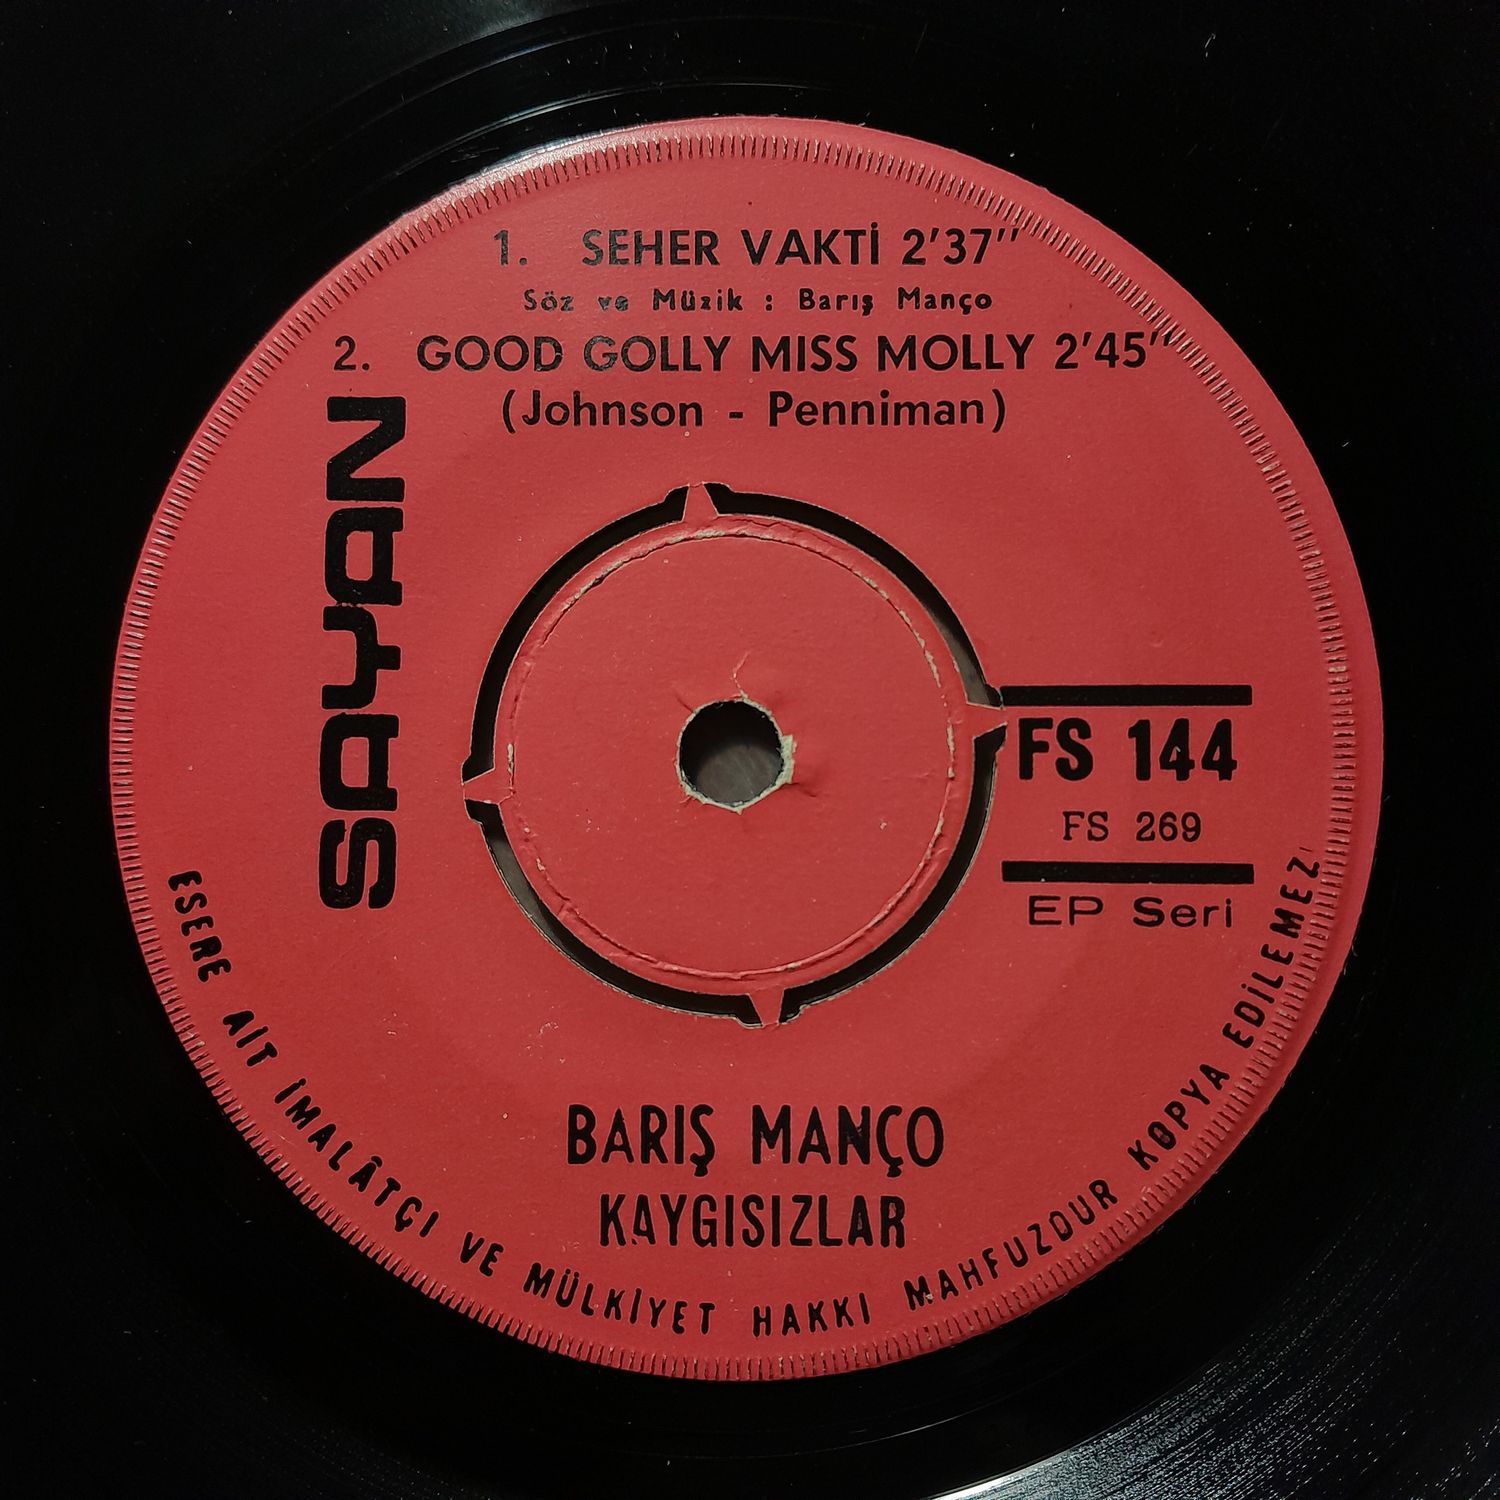 1. SEHER VAKTİ 2'37''
Söz ve Müzik : Barış Manço
2. GOOD GOLLY MISS MOLLY 2'45''
(Johnson - Penniman)
SAYAN
FS 144
FS 269
EP Seri
BARIŞ MANÇO
KAYGISIZLAR
ESERE AİT İMALÂTÇI VE MÜLKİYET HAKKI MAHFUZDUR KOPYA EDİLEMEZ